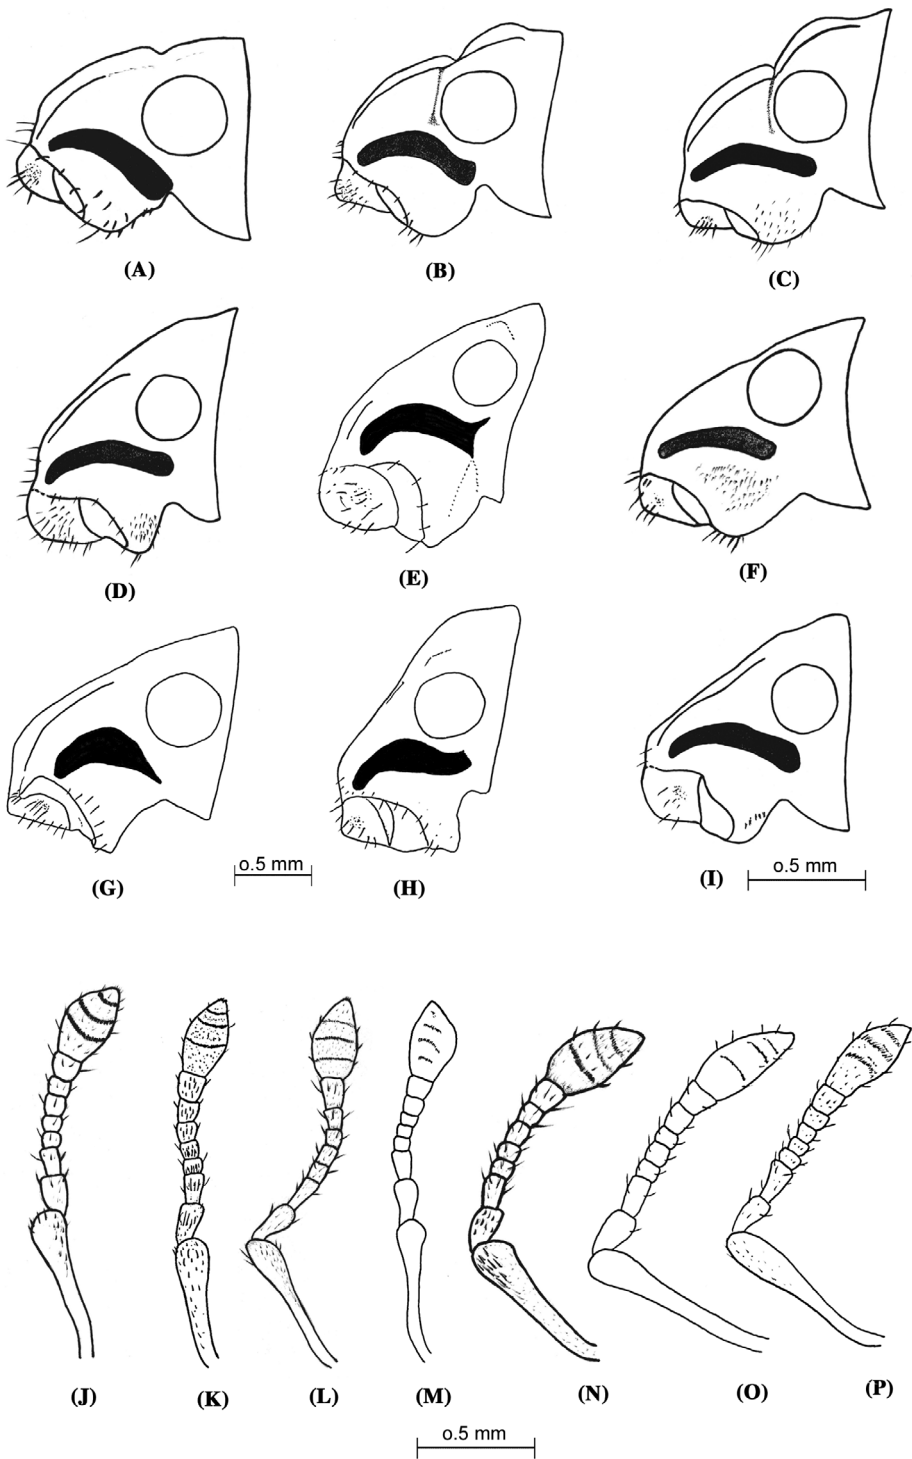 (A) (B) (C)
(D) (E) (F)
(G) o.5 mm (H) (I) o.5 mm
(J) (K) (L) (M) (N) (O) (P)
o.5 mm